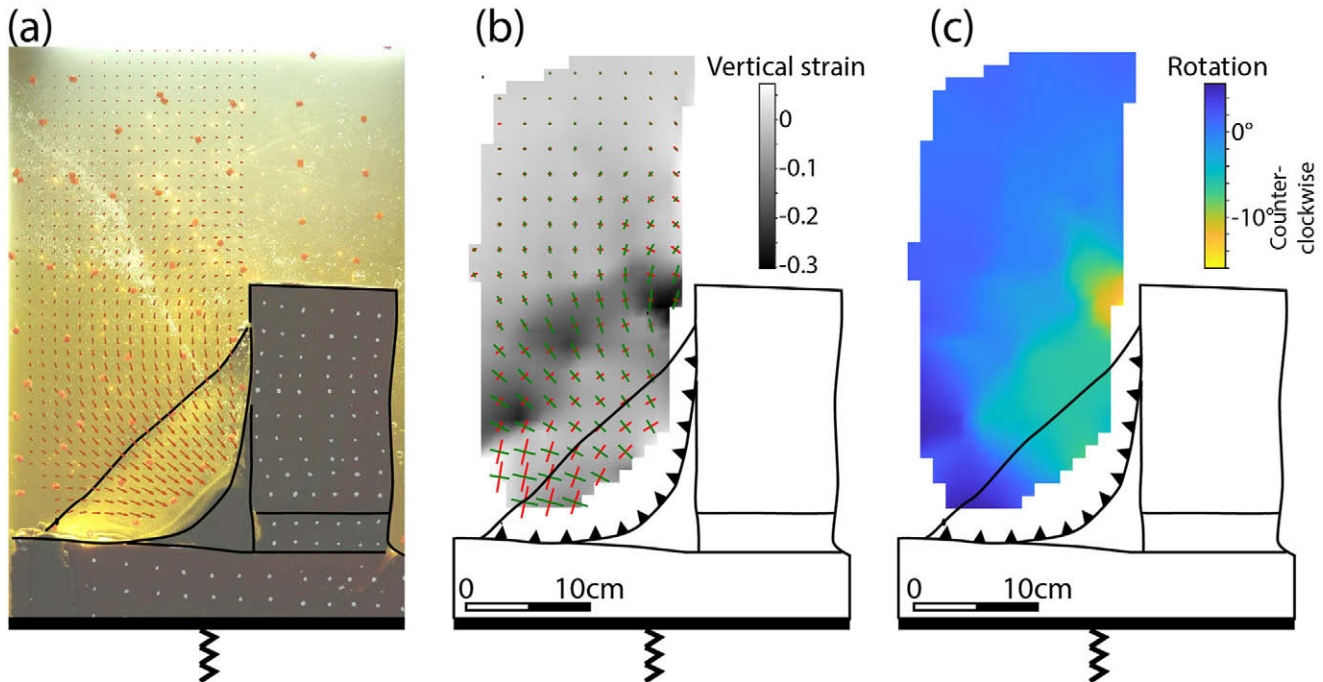 (a)
(b)
(c)
Vertical strain
0
-0.1
-0.2
-0.3
Rotation
0°
-10°
Counter-
clockwise
0 10cm
0 10cm